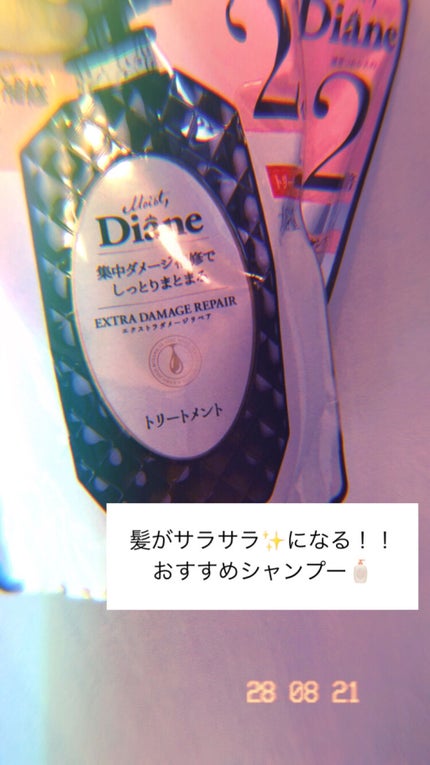 Diane
2
2
Moist,
Diane
集中ダメージ補修で
しっとりまとまる
EXTRA DAMAGE REPAIR
エクストラダメージリペア
トリートメント
髪がサラサラ✨になる！！
おすすめシャンプー🧴
28 08 21